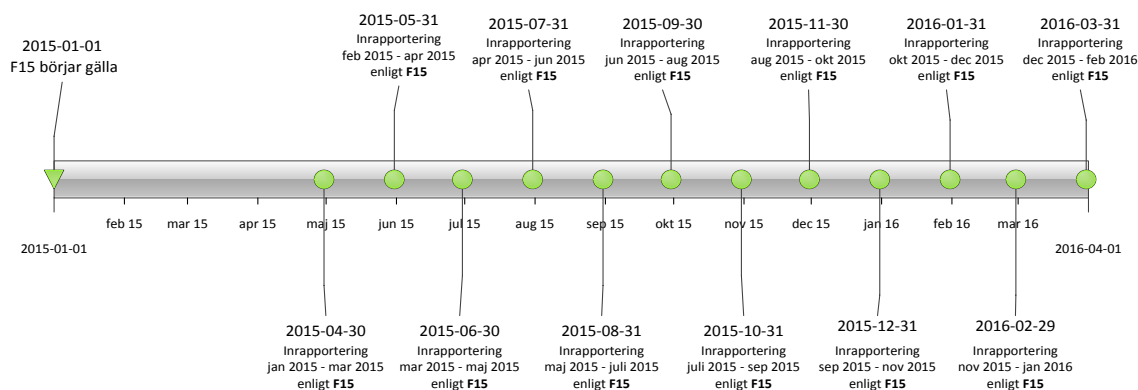 2015-01-01
F15 börjar gälla
2015-05-31
Inrapportering
feb 2015 - apr 2015
enligt F15
2015-07-31
Inrapportering
apr 2015 - jun 2015
enligt F15
2015-09-30
Inrapportering
jun 2015 - aug 2015
enligt F15
2015-11-30
Inrapportering
aug 2015 - okt 2015
enligt F15
2016-01-31
Inrapportering
okt 2015 - dec 2015
enligt F15
2016-03-31
Inrapportering
dec 2015 - feb 2016
enligt F15
feb 15 mar 15 apr 15 maj 15 jun 15 jul 15 aug 15 sep 15 okt 15 nov 15 dec 15 jan 16 feb 16 mar 16
2015-01-01 2016-04-01
2015-04-30
Inrapportering
jan 2015 - mar 2015
enligt F15
2015-06-30
Inrapportering
mar 2015 - maj 2015
enligt F15
2015-08-31
Inrapportering
maj 2015 - juli 2015
enligt F15
2015-10-31
Inrapportering
juli 2015 - sep 2015
enligt F15
2015-12-31
Inrapportering
sep 2015 - nov 2015
enligt F15
2016-02-29
Inrapportering
nov 2015 - jan 2016
enligt F15